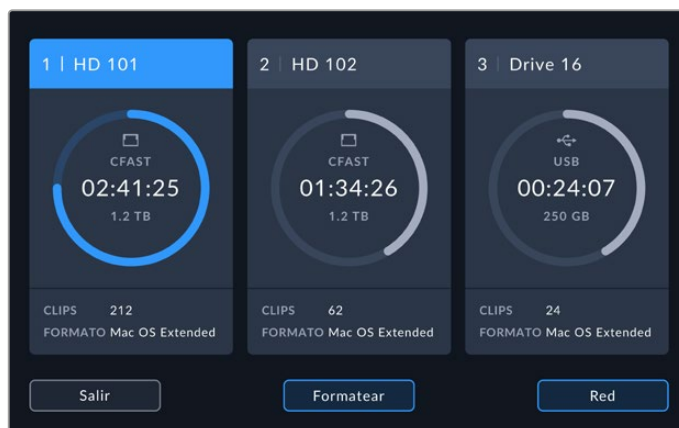 1 | HD 101
CFAST
02:41:25
1.2 TB
CLIPS 212
FORMATO Mac OS Extended
2 | HD 102
CFAST
01:34:26
1.2 TB
CLIPS 62
FORMATO Mac OS Extended
3 | Drive 16
USB
00:24:07
250 GB
CLIPS 24
FORMATO Mac OS Extended
Salir
Formatear
Red